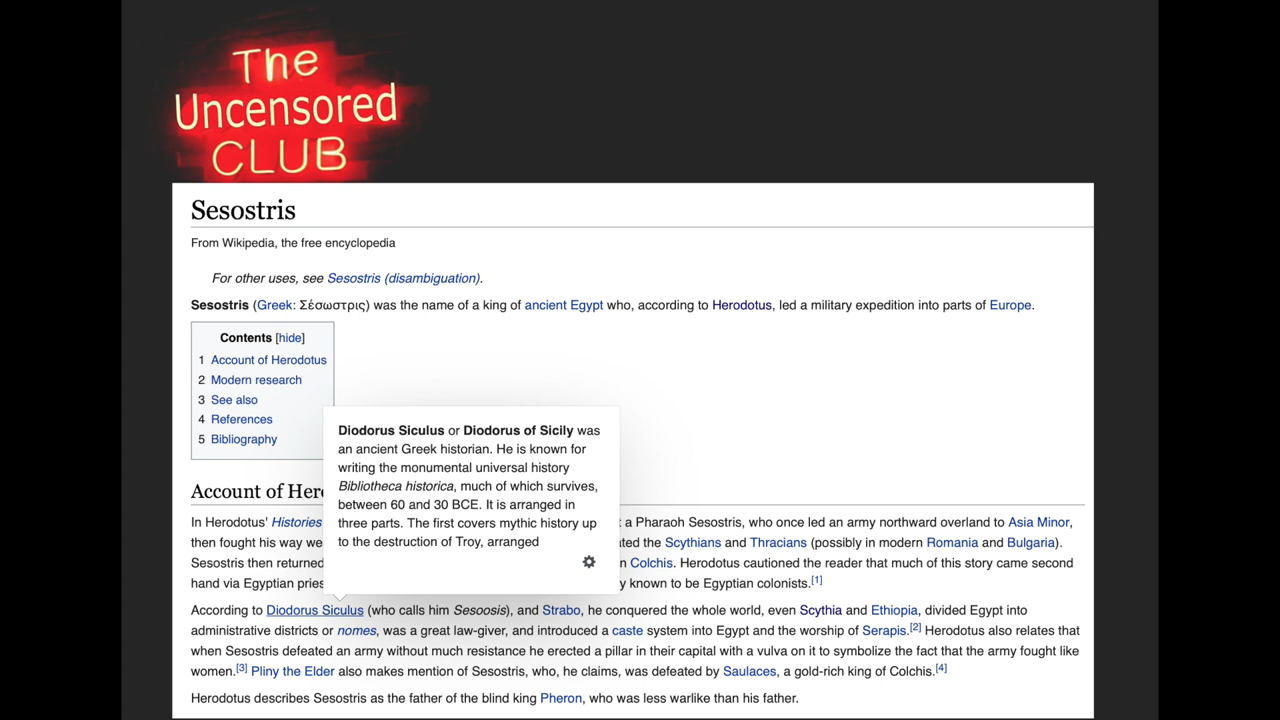 The
Uncensored
CLUB
Sesostris
From Wikipedia, the free encyclopedia
For other uses, see Sesostris (disambiguation).
Sesostris (Greek: Σέσωστρις) was the name of a king of ancient Egypt who, according to Herodotus, led a military expedition into parts of Europe.
Contents [hide]
1 Account of Herodotus
2 Modern research
3 See also
4 References
5 Bibliography
Diodorus Siculus or Diodorus of Sicily was
an ancient Greek historian. He is known for
writing the monumental universal history
Bibliotheca historica, much of which survives,
between 60 and 30 BCE. It is arranged in
three parts. The first covers mythic history up
to the destruction of Troy, arranged
Account of Her
In Herodotus' Histories a Pharaoh Sesostris, who once led an army northward overland to Asia Minor,
then fought his way we ted the Scythians and Thracians (possibly in modern Romania and Bulgaria).
Sesostris then returned n Colchis. Herodotus cautioned the reader that much of this story came second
hand via Egyptian pries y known to be Egyptian colonists.[1]
According to Diodorus Siculus (who calls him Sesoosis), and Strabo, he conquered the whole world, even Scythia and Ethiopia, divided Egypt into
administrative districts or nomes, was a great law-giver, and introduced a caste system into Egypt and the worship of Serapis.[2] Herodotus also relates that
when Sesostris defeated an army without much resistance he erected a pillar in their capital with a vulva on it to symbolize the fact that the army fought like
women.[3] Pliny the Elder also makes mention of Sesostris, who, he claims, was defeated by Saulaces, a gold-rich king of Colchis.[4]
Herodotus describes Sesostris as the father of the blind king Pheron, who was less warlike than his father.